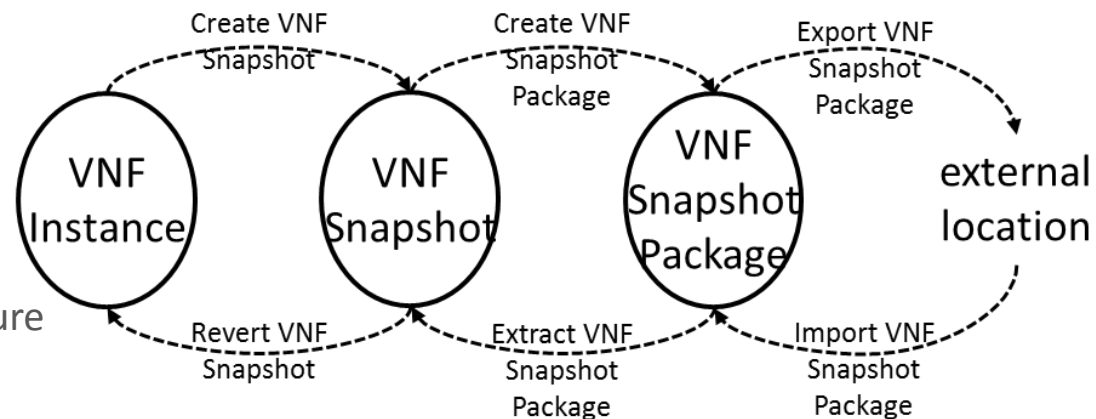 Create VNF
Snapshot
Create VNF
Snapshot
Package
Export VNF
Snapshot
Package
VNF
Instance
VNF
Snapshot
VNF
Snapshot
Package
external
location
ure
Revert VNF
Snapshot
Extract VNF
Snapshot
Package
Import VNF
Snapshot
Package